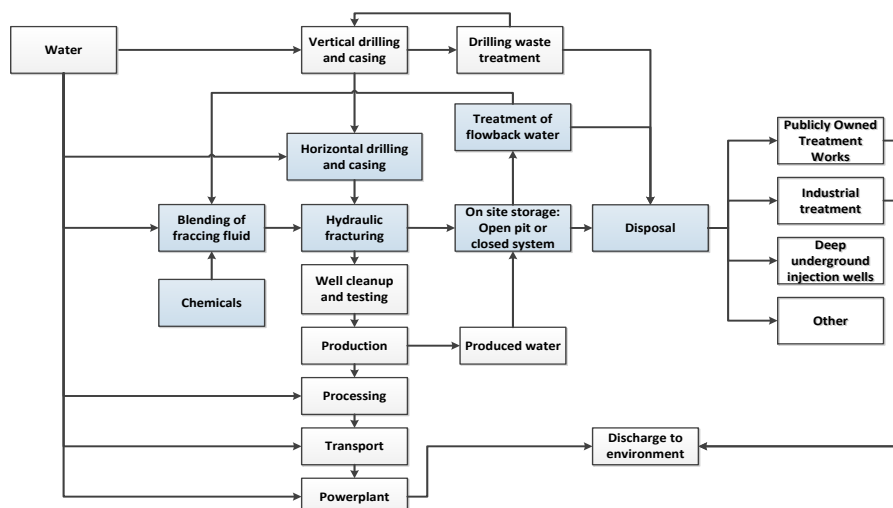 Water
Vertical drilling
and casing
Drilling waste
treatment
Treatment of
flowback water
Publicly Owned
Treatment
Works
Horizontal drilling
and casing
Industrial
treatment
Blending of
fraccing fluid
Hydraulic
fracturing
On site storage:
Open pit or
closed system
Disposal
Deep
underground
injection wells
Chemicals
Well cleanup
and testing
Other
Production
Produced water
Processing
Transport
Discharge to
environment
Powerplant